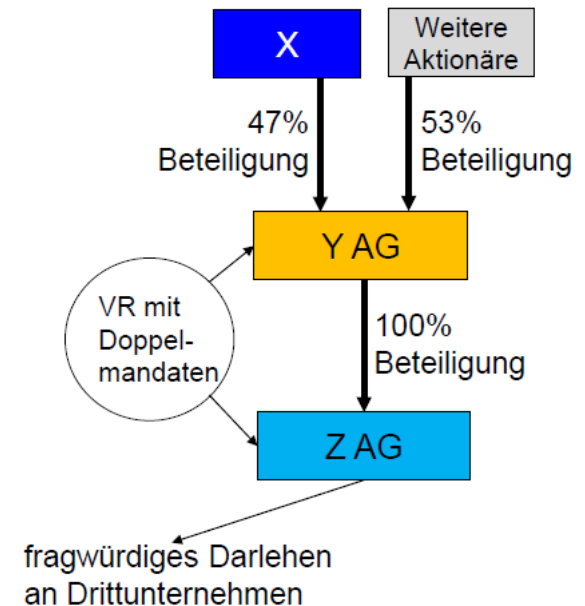 X
Weitere
Aktionäre
47%
Beteiligung
53%
Beteiligung
Y AG
VR mit
Doppel-
mandaten
100%
Beteiligung
Z AG
fragwürdiges Darlehen
an Drittunternehmen